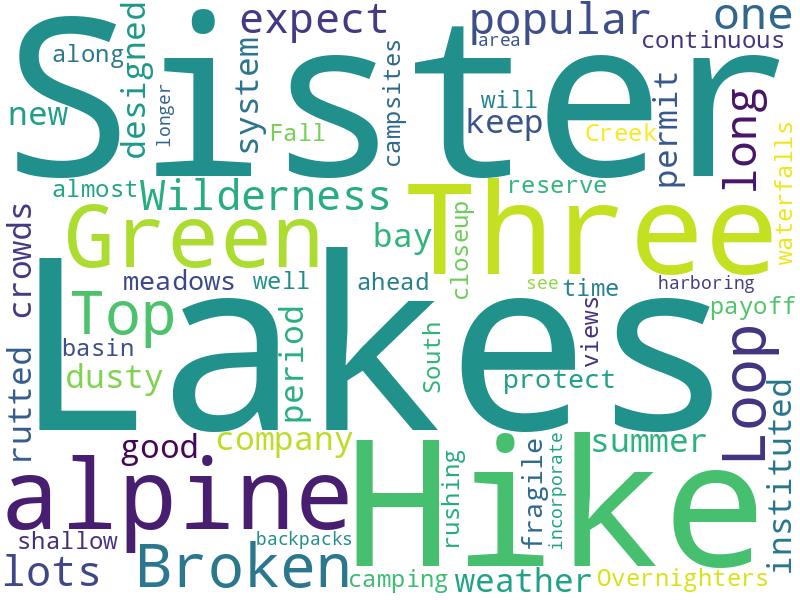 Sister
Lakes
Hike
Three
alpine
Green
Broken
Loop
Top
Wilderness
expect
popular
one
continuous
area
along
designed
longer
system
campsites
new
Fall
will
keep
Creek
permit
long
waterfalls
almost
reserve
bay
closeup
crowds
meadows
well
ahead
see
time
harboring
payoff
basin
dusty
period
South
views
protect
rutted
good
company
summer
instituted
rushing
fragile
incorporate
shallow
backpacks
lots
camping
weather
Overnighters